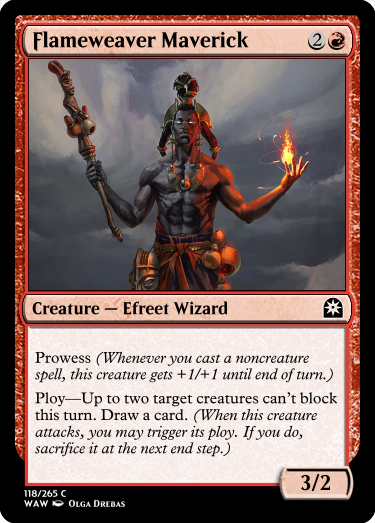 Flameweaver Maverick 2
Creature — Efreet Wizard
Prowess (Whenever you cast a noncreature
spell, this creature gets +1/+1 until end of turn.)
Ploy—Up to two target creatures can't block
this turn. Draw a card. (When this creature
attacks, you may trigger its ploy. If you do,
sacrifice it at the next end step.)
3/2
118/265 C
WAW Olga Drebas